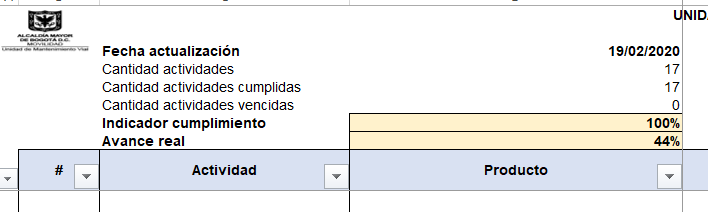 UNID
ALCALDÍA MAYOR
DE BOGOTÁ D.C.
MOVILIDAD
Unidad de Mantenimiento Vial
Fecha actualización 19/02/2020
Cantidad actividades 17
Cantidad actividades cumplidas 17
Cantidad actividades vencidas 0
Indicador cumplimiento 100%
Avance real 44%
# Actividad Producto